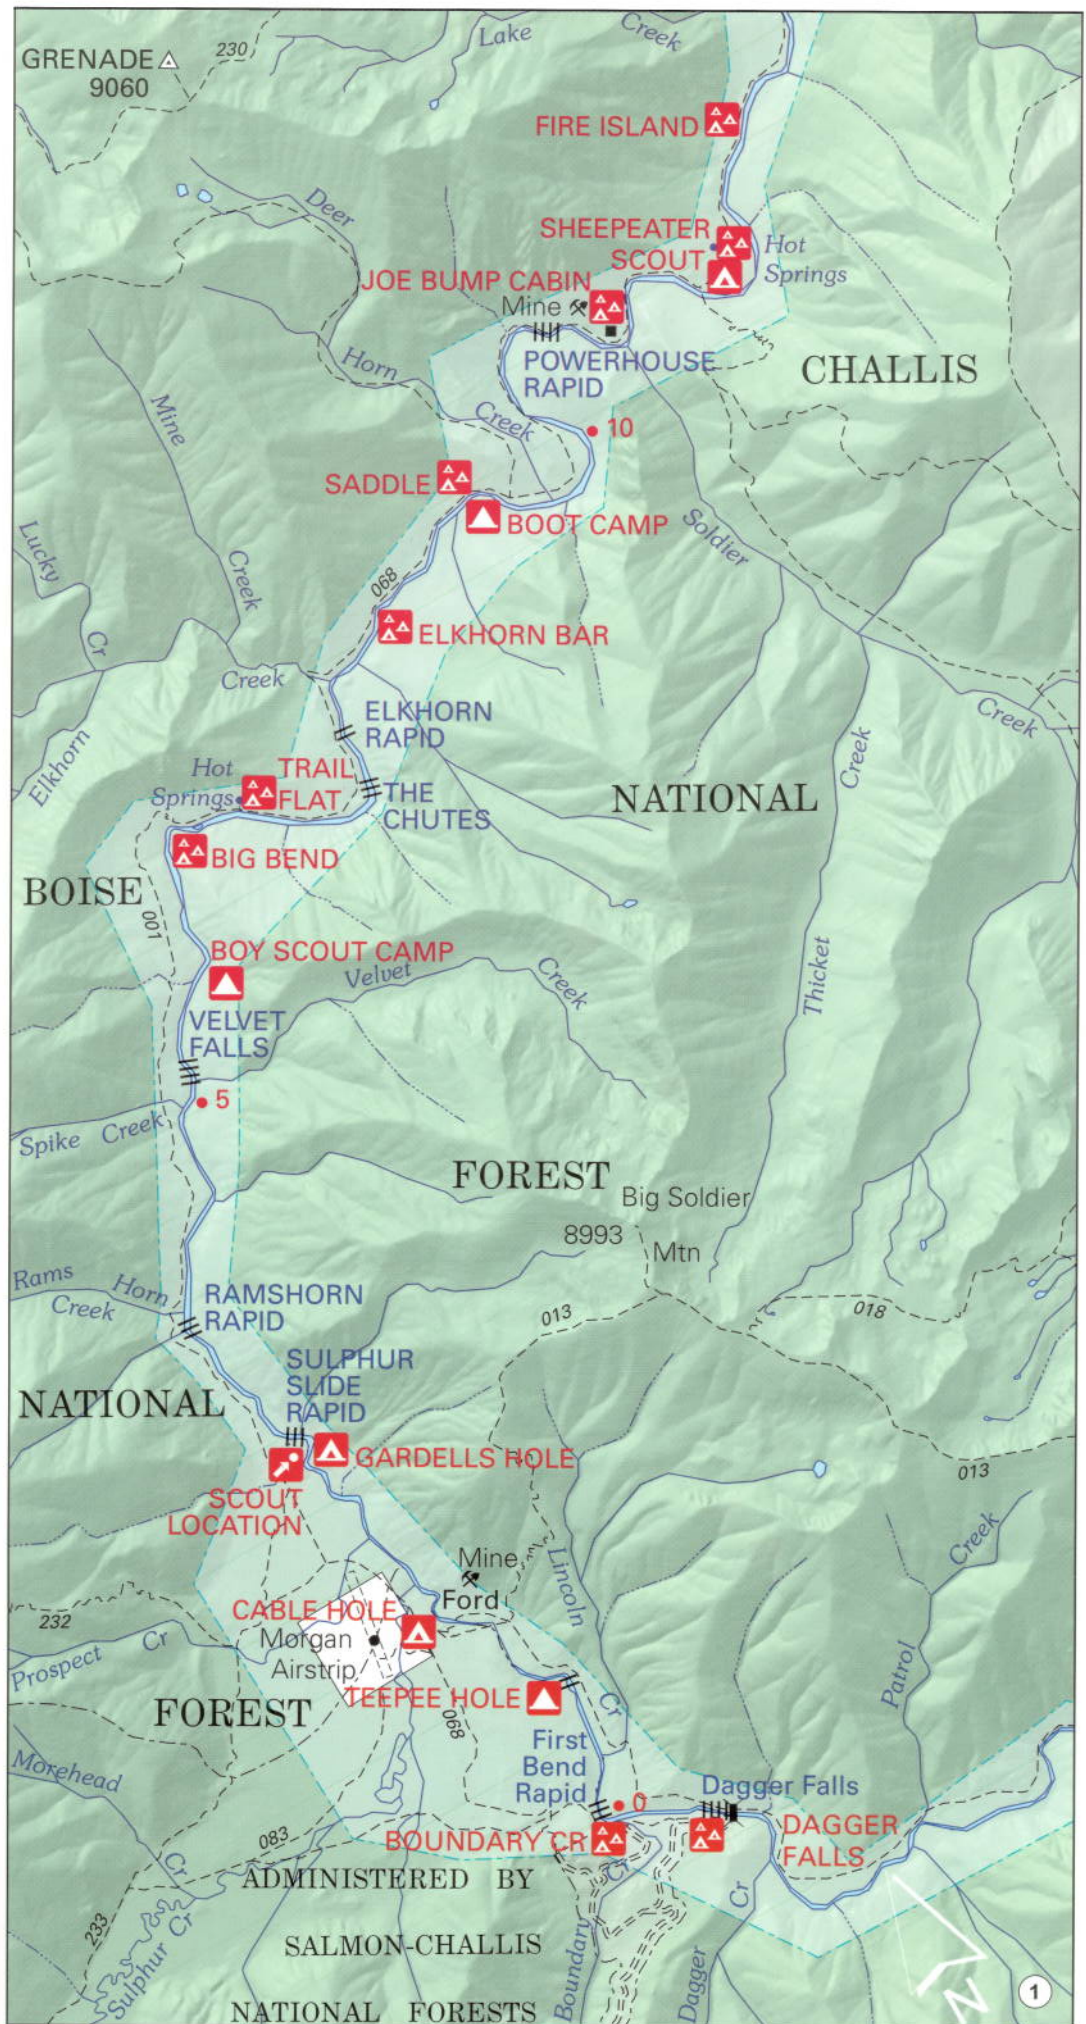 Lake
Creek
GRENADE
9060
230
FIRE ISLAND
Deer
SHEEPEATER
SCOUT
Hot
Springs
JOE BUMP CABIN
Mine
POWERHOUSE
RAPID
CHALLIS
Horn
Creek
10
Mine
Creek
SADDLE
BOOT CAMP
Soldier
Creek
Lucky
Cr
068
ELKHORN BAR
Creek
Elkhorn
ELKHORN
RAPID
Creek
Thicket
Hot
Springs
TRAIL
FLAT
THE
CHUTES
NATIONAL
BIG BEND
BOISE
001
BOY SCOUT CAMP
Velvet
Creek
VELVET
FALLS
5
Spike Creek
FOREST
Big Soldier
8993
Mtn
Rams
Horn
Creek
RAMSHORN
RAPID
013
018
SULPHUR
SLIDE
RAPID
NATIONAL
GARDELLS HOLE
013
SCOUT
LOCATION
Creek
Patrol
Lincoln
Cr
Mine
Ford
232
CABLE HOLE
Morgan
Airstrip
Prospect Cr
TEEPEE HOLE
FOREST
068
First
Bend
Rapid
Morehead
Cr
0
Dagger Falls
083
BOUNDARY CR
DAGGER
FALLS
ADMINISTERED BY
Cr
Boundary
Cr
Dagger
233
Sulphur Cr
SALMON-CHALLIS
NATIONAL FORESTS
N
1